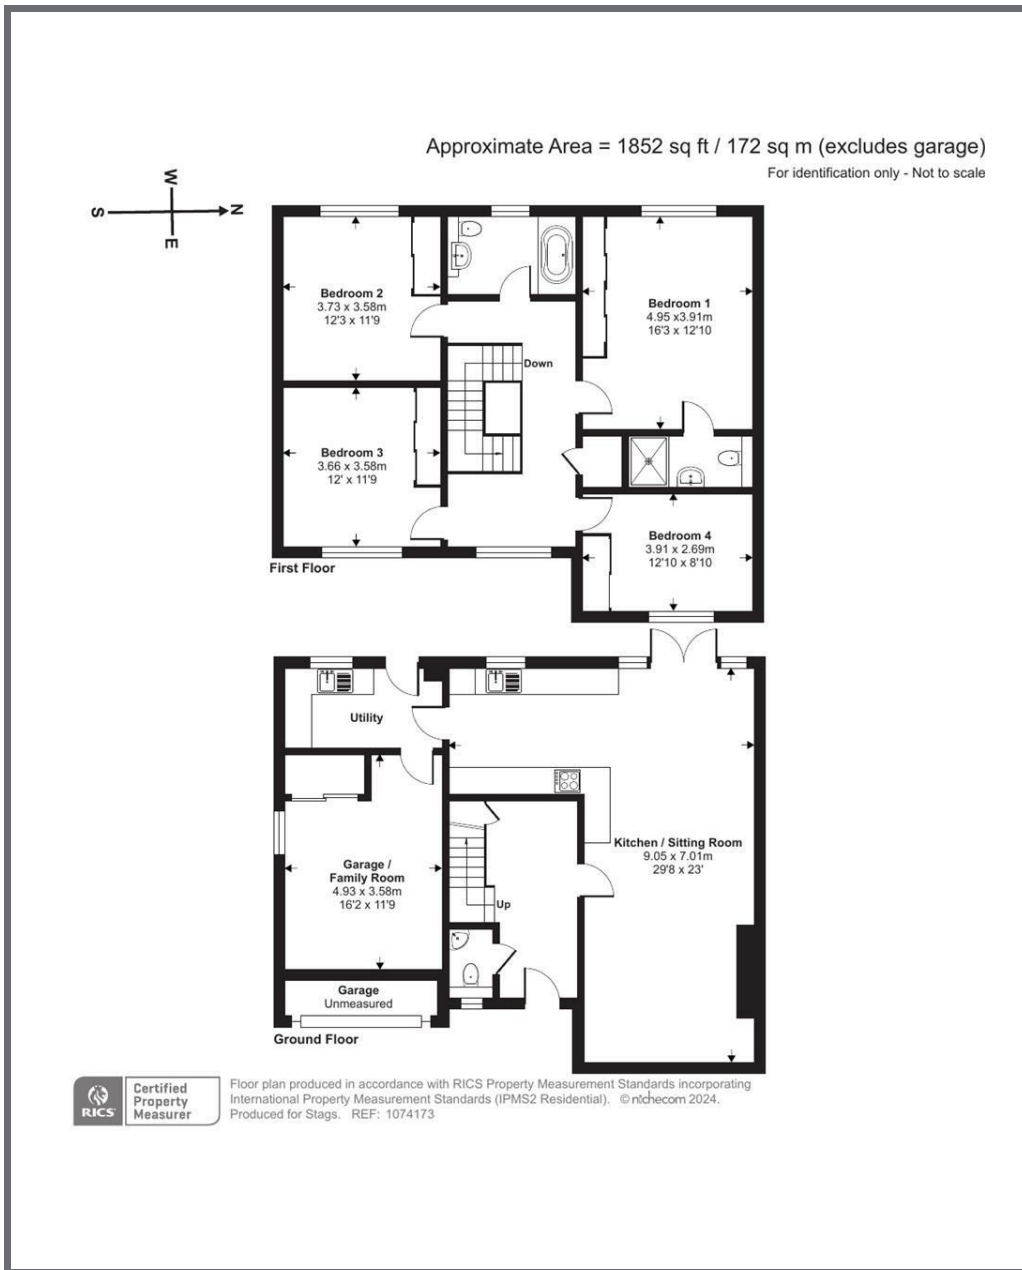 Approximate Area = 1852 sq ft / 172 sq m (excludes garage)
For identification only - Not to scale
W
S
N
E
Bedroom 2
3.73 x 3.58m
12'3 x 11'9
Bedroom 1
4.95 x3.91m
16'3 x 12'10
Down
Bedroom 3
3.66 x 3.58m
12' x 11'9
Bedroom 4
3.91 x 2.69m
12'10 x 8'10
First Floor
Utility
Kitchen / Sitting Room
9.05 x 7.01m
29'8 x 23'
Garage /
Family Room
4.93 x 3.58m
16'2 x 11'9
Up
Garage
Unmeasured
Ground Floor
RICS
Certified
Property
Measurer
Floor plan produced in accordance with RICS Property Measurement Standards incorporating
International Property Measurement Standards (IPMS2 Residential). © nichecom 2024.
Produced for Stags. REF: 1074173